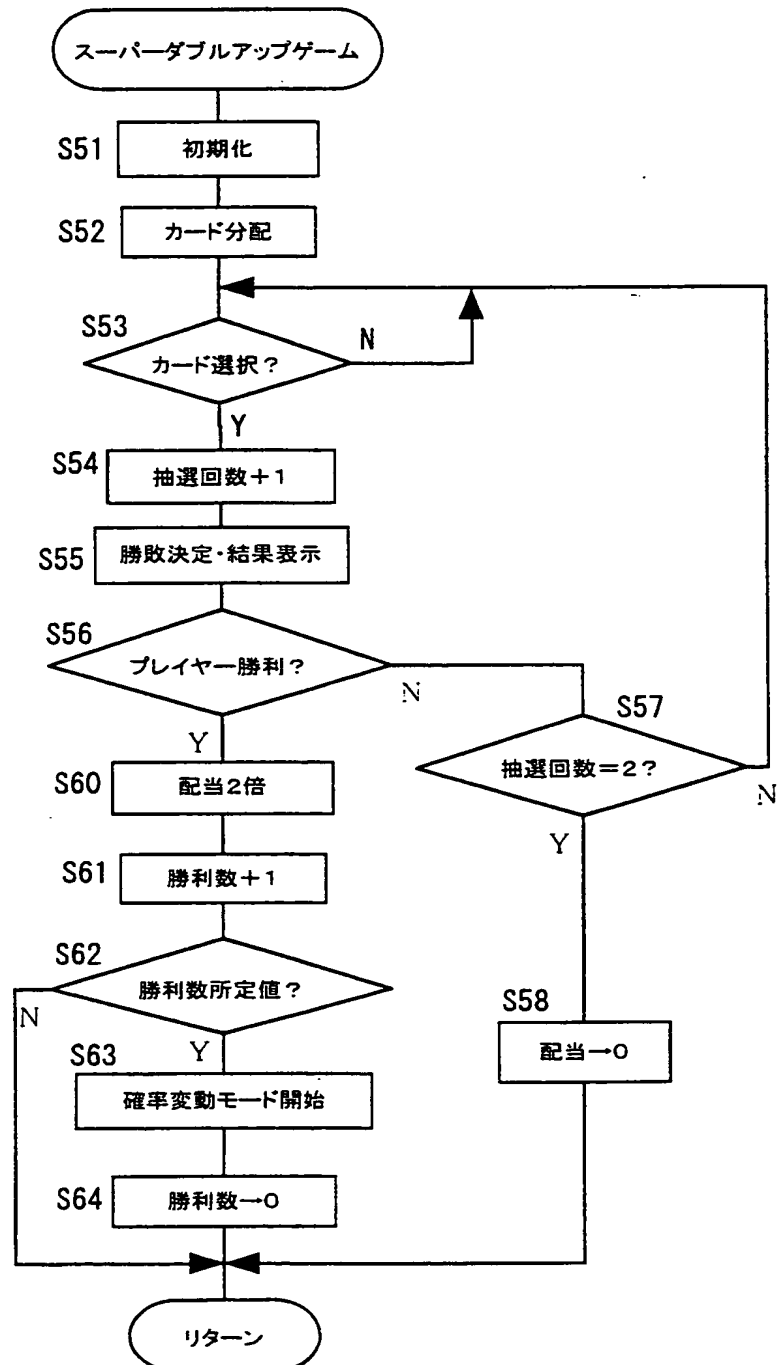 スーパーダブルアップゲーム
S51
初期化
S52
カード分配
S53
カード選択?
N
Y
S54
抽選回数+1
S55
勝敗決定・結果表示
S56
プレイヤー勝利?
N
Y
S57
抽選回数=2?
N
Y
S60
配当2倍
S61
勝利数+1
S62
勝利数所定値?
N
Y
S58
配当→0
S63
確率変動モード開始
S64
勝利数→0
リターン